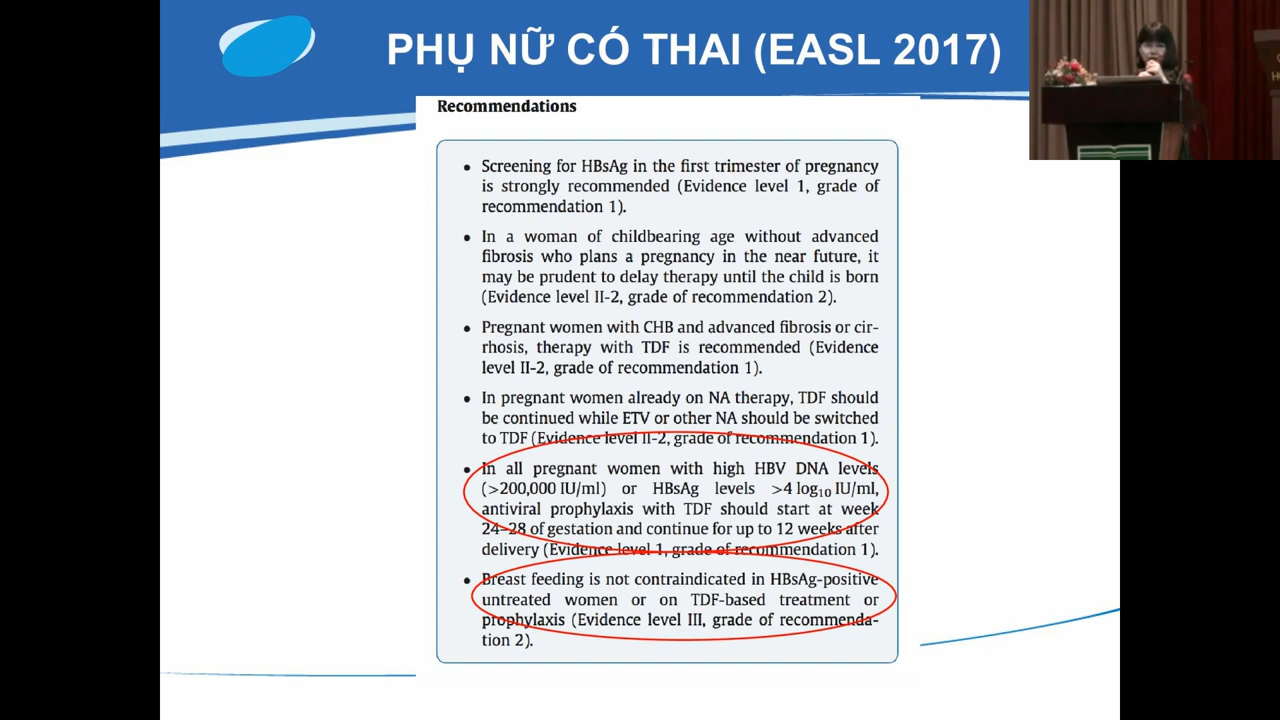 PHỤ NỮ CÓ THAI (EASL 2017)
Recommendations
• Screening for HBsAg in the first trimester of pregnancy
is strongly recommended (Evidence level 1, grade of
recommendation 1).
• In a woman of childbearing age without advanced
fibrosis who plans a pregnancy in the near future, it
may be prudent to delay therapy until the child is born
(Evidence level II-2, grade of recommendation 2).
• Pregnant women with CHB and advanced fibrosis or cir-
rhosis, therapy with TDF is recommended (Evidence
level II-2, grade of recommendation 1).
• In pregnant women already on NA therapy, TDF should
be continued while ETV or other NA should be switched
to TDF (Evidence level II-2, grade of recommendation 1).
• In all pregnant women with high HBV DNA levels
(>200,000 IU/ml) or HBsAg levels >4 log10 IU/ml,
antiviral prophylaxis with TDF should start at week
24–28 of gestation and continue for up to 12 weeks after
delivery (Evidence level 1, grade of recommendation 1).
• Breast feeding is not contraindicated in HBsAg-positive
untreated women or on TDF-based treatment or
prophylaxis (Evidence level III, grade of recommenda-
tion 2).